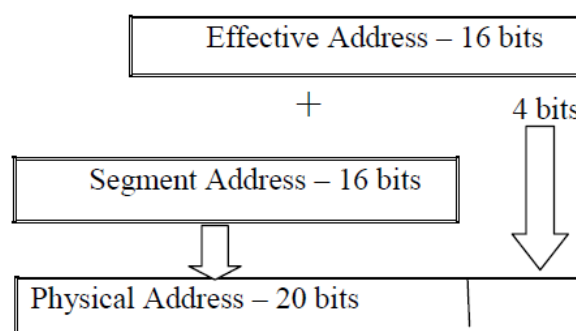 Effective Address – 16 bits
+
4 bits
Segment Address – 16 bits
Physical Address – 20 bits